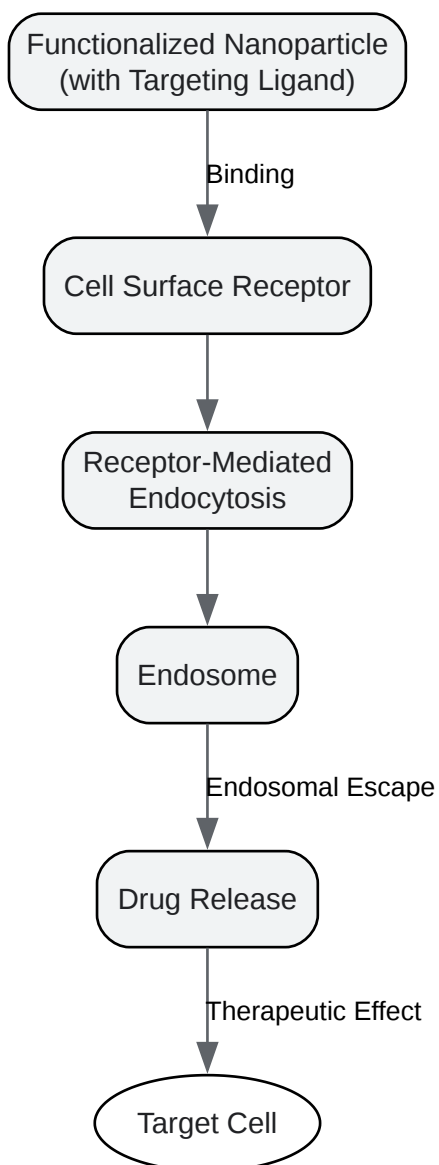 Functionalized Nanoparticle
(with Targeting Ligand)
Binding
Cell Surface Receptor
Receptor-Mediated
Endocytosis
Endosome
Endosomal Escape
Drug Release
Therapeutic Effect
Target Cell